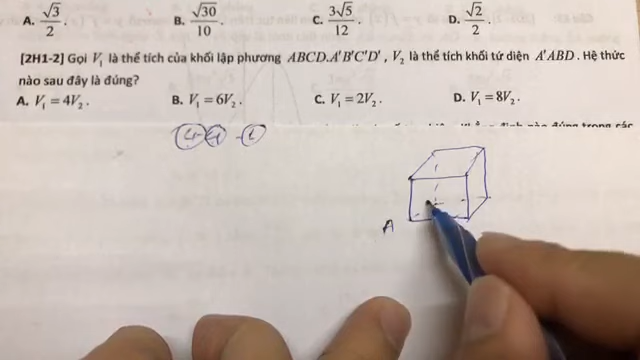 A. √3/2 . B. √30/10 . C. 3√5/12 . D. √2/2 .
[2H1-2] Gọi V₁ là thể tích của khối lập phương ABCD.A'B'C'D' , V₂ là thể tích khối tứ diện A'ABD . Hệ thức
nào sau đây là đúng?
A. V₁ = 4V₂ . B. V₁ = 6V₂ . C. V₁ = 2V₂ . D. V₁ = 8V₂ .
A